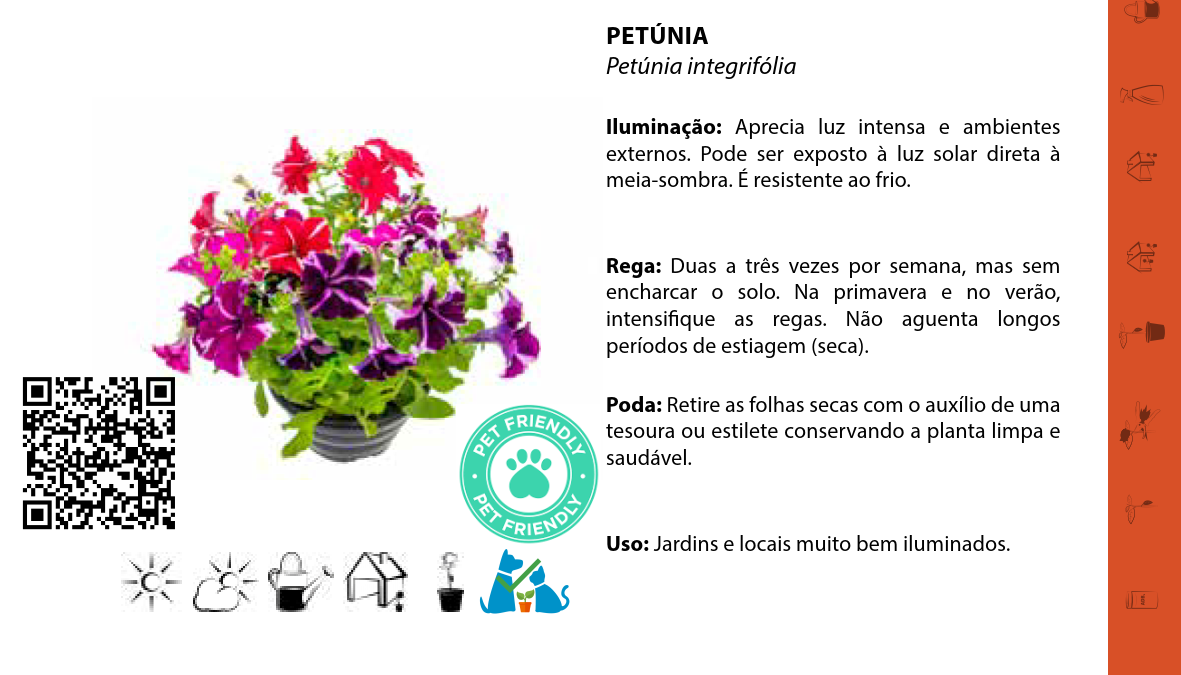 PETÚNIA
Petúnia integrifólia
Iluminação: Aprecia luz intensa e ambientes
externos. Pode ser exposto à luz solar direta à
meia-sombra. É resistente ao frio.
Rega: Duas a três vezes por semana, mas sem
encharcar o solo. Na primavera e no verão,
intensifique as regas. Não aguenta longos
períodos de estiagem (seca).
Poda: Retire as folhas secas com o auxílio de uma
tesoura ou estilete conservando a planta limpa e
saudável.
Uso: Jardins e locais muito bem iluminados.
PET FRIENDLY
PET FRIENDLY